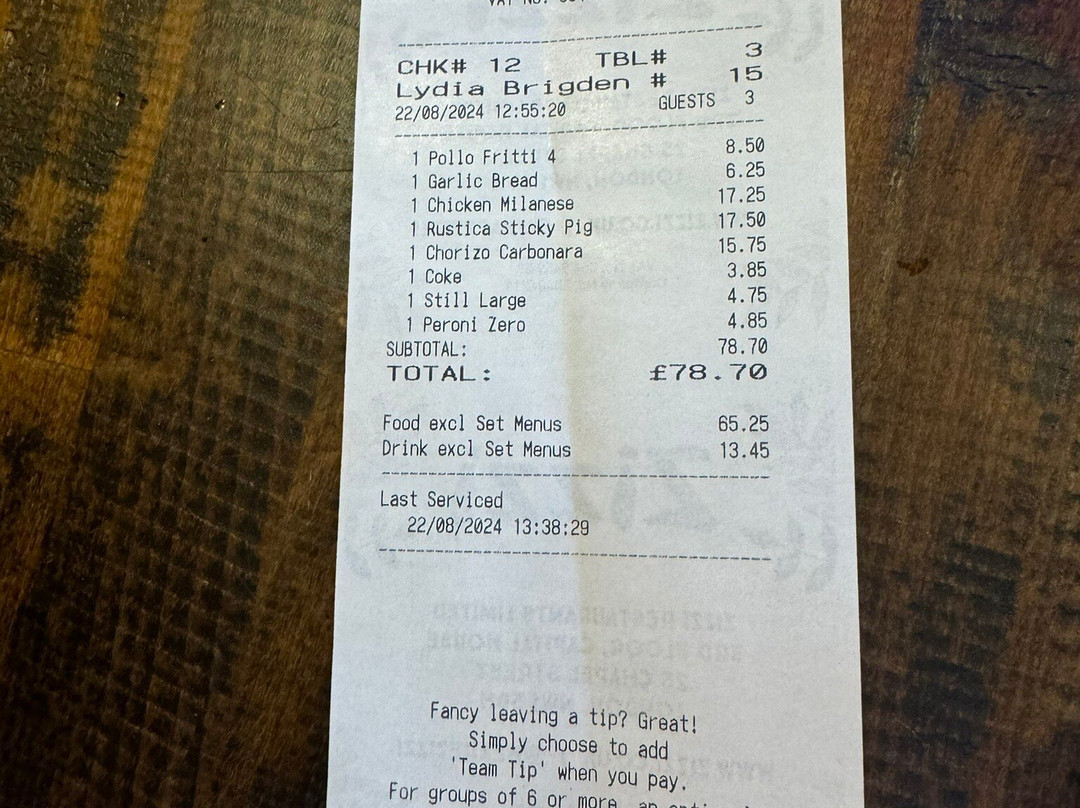 VAT NO.
CHK# 12 TBL# 3
Lydia Brigden # 15
22/08/2024 12:55:20 GUESTS 3
1 Pollo Fritti 4 8.50
1 Garlic Bread 6.25
1 Chicken Milanese 17.25
1 Rustica Sticky Pig 17.50
1 Chorizo Carbonara 15.75
1 Coke 3.85
1 Still Large 4.75
1 Peroni Zero 4.85
SUBTOTAL: 78.70
TOTAL: £78.70
Food excl Set Menus 65.25
Drink excl Set Menus 13.45
Last Serviced
22/08/2024 13:38:29
Fancy leaving a tip? Great!
Simply choose to add
'Team Tip' when you pay.
For groups of 6 or more, an